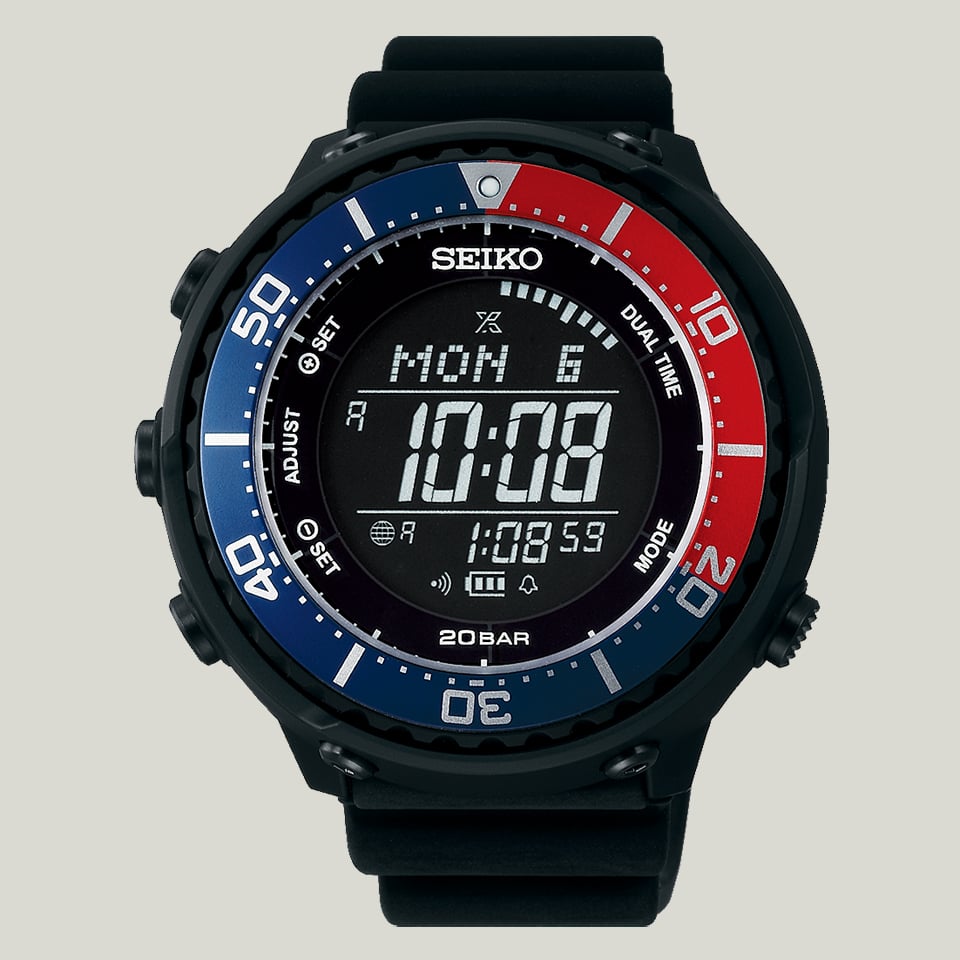 SEIKO
10
DUAL TIME
50
⊕SET
MON 6
A
10:08
ADJUST
A 1:08 59
⊖SET
MODE
40
20
20BAR
30